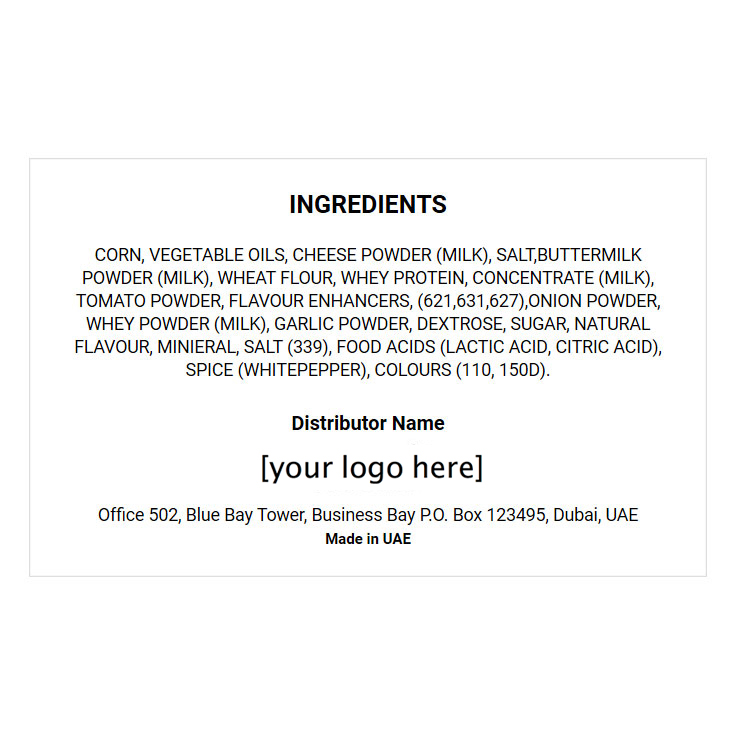 INGREDIENTS
CORN, VEGETABLE OILS, CHEESE POWDER (MILK), SALT,BUTTERMILK
POWDER (MILK), WHEAT FLOUR, WHEY PROTEIN, CONCENTRATE (MILK),
TOMATO POWDER, FLAVOUR ENHANCERS, (621,631,627),ONION POWDER,
WHEY POWDER (MILK), GARLIC POWDER, DEXTROSE, SUGAR, NATURAL
FLAVOUR, MINIERAL, SALT (339), FOOD ACIDS (LACTIC ACID, CITRIC ACID),
SPICE (WHITEPEPPER), COLOURS (110, 150D).
Distributor Name
[your logo here]
Office 502, Blue Bay Tower, Business Bay P.O. Box 123495, Dubai, UAE
Made in UAE